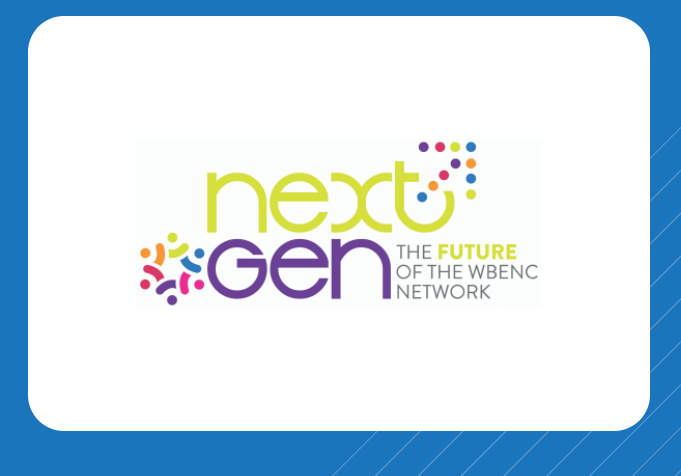 next
Gen
THE FUTURE
OF THE WBENC
NETWORK